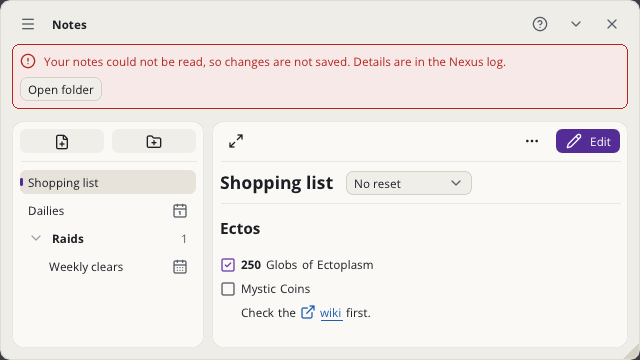 Notes
Your notes could not be read, so changes are not saved. Details are in the Nexus log.
Open folder
Edit
Shopping list
Dailies
1
Raids
1
Weekly clears
Shopping list
No reset
Ectos
250 Globs of Ectoplasm
Mystic Coins
Check the wiki first.